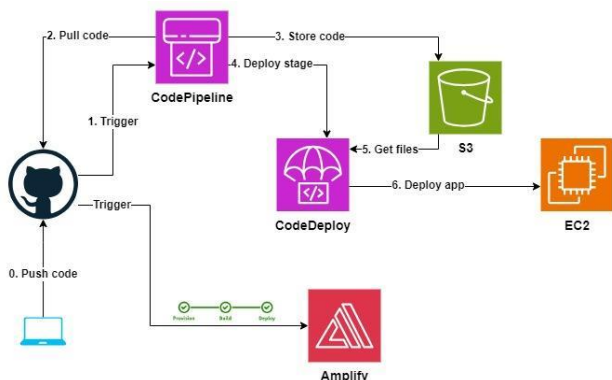 2. Pull code
3. Store code
4. Deploy stage
CodePipeline
1. Trigger
5. Get files
S3
6. Deploy app
CodeDeploy
EC2
Trigger
0. Push code
Provision Build Deploy
Amplify